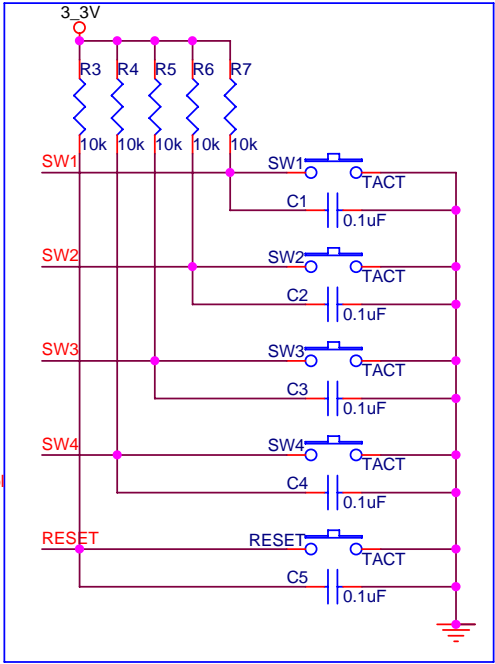 3_3V
R3 R4 R5 R6 R7
10k 10k 10k 10k 10k
SW1 SW1
TACT
C1
0.1uF
SW2 SW2
TACT
C2
0.1uF
SW3 SW3
TACT
C3
0.1uF
SW4 SW4
TACT
C4
0.1uF
RESET RESET
TACT
C5
0.1uF